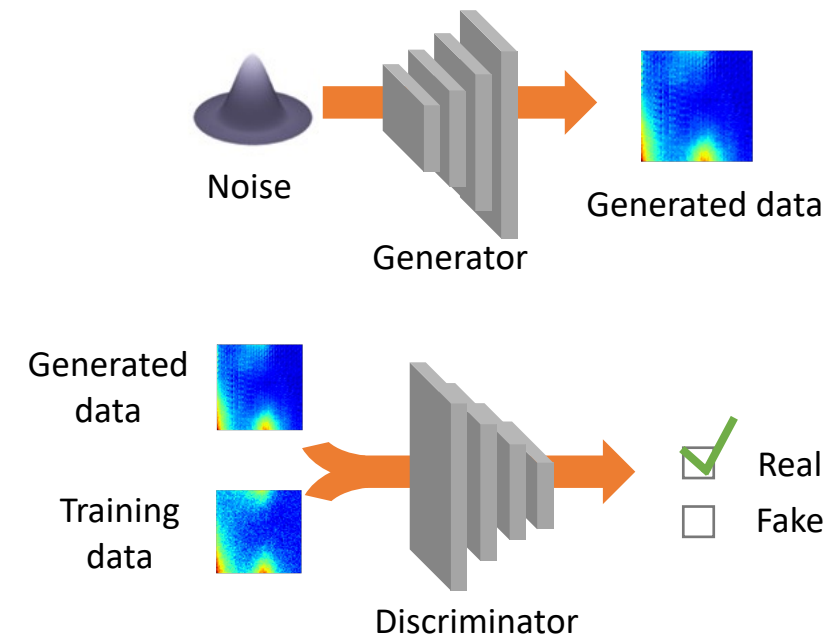 Noise
Generated data
Generator
Generated
data
Training
data
Real
Fake
Discriminator